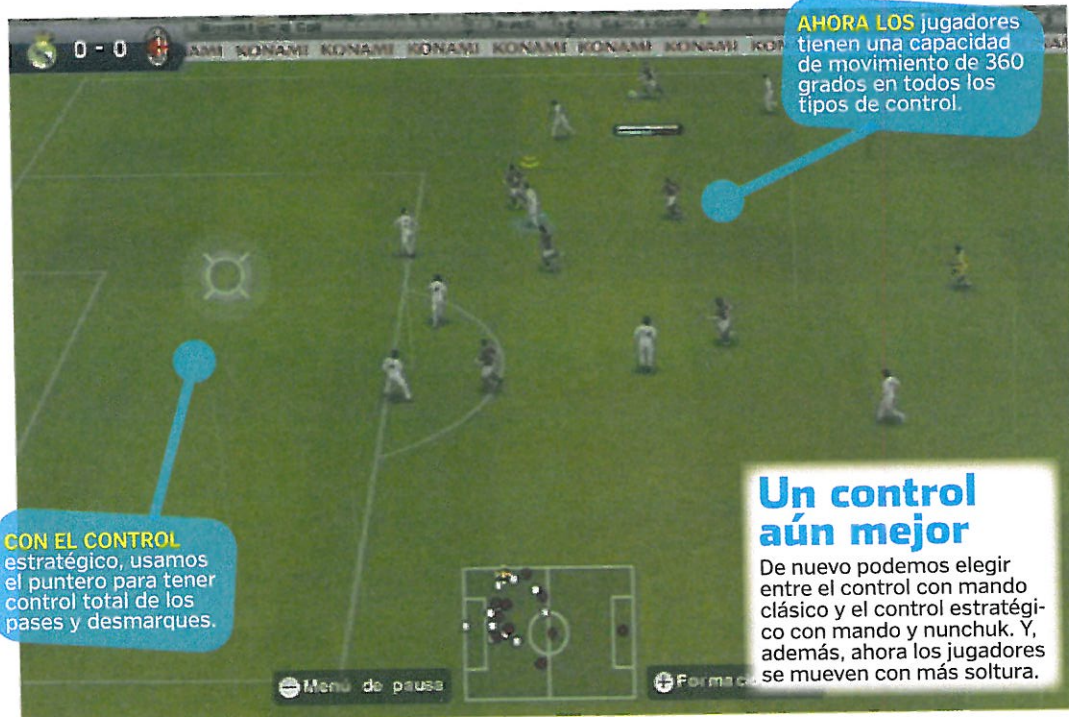 0 - 0
AMI KONAMI KONAMI KONAMI KONAMI KONAMI KONAMI
AHORA LOS jugadores
tienen una capacidad
de movimiento de 360
grados en todos los
tipos de control.
CON EL CONTROL
estratégico, usamos
el puntero para tener
control total de los
pases y desmarques.
Un control
aún mejor
De nuevo podemos elegir
entre el control con mando
clásico y el control estratégi-
co con mando y nunchuk. Y,
además, ahora los jugadores
se mueven con más soltura.
Menú de pausa